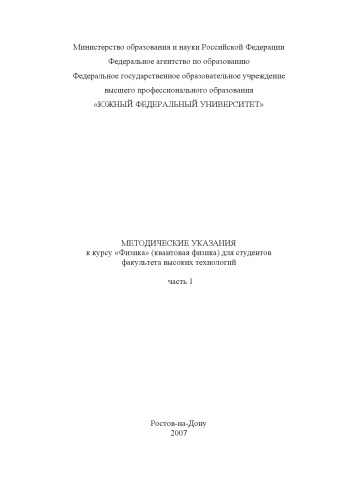 Министерство образования и науки Российской Федерации
Федеральное агентство по образованию
Федеральное государственное образовательное учреждение
высшего профессионального образования
«ЮЖНЫЙ ФЕДЕРАЛЬНЫЙ УНИВЕРСИТЕТ»
МЕТОДИЧЕСКИЕ УКАЗАНИЯ
к курсу «Физика» (квантовая физика) для студентов
факультета высоких технологий
часть 1
Ростов-на-Дону
2007